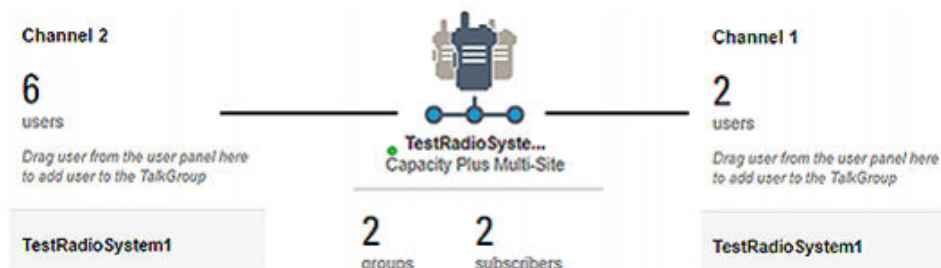 Channel 2
6
users
Drag user from the user panel here
to add user to the TalkGroup
TestRadioSystem1
TestRadioSyste...
Capacity Plus Multi-Site
2
groups
2
subscribers
Channel 1
2
users
Drag user from the user panel here
to add user to the TalkGroup
TestRadioSystem1